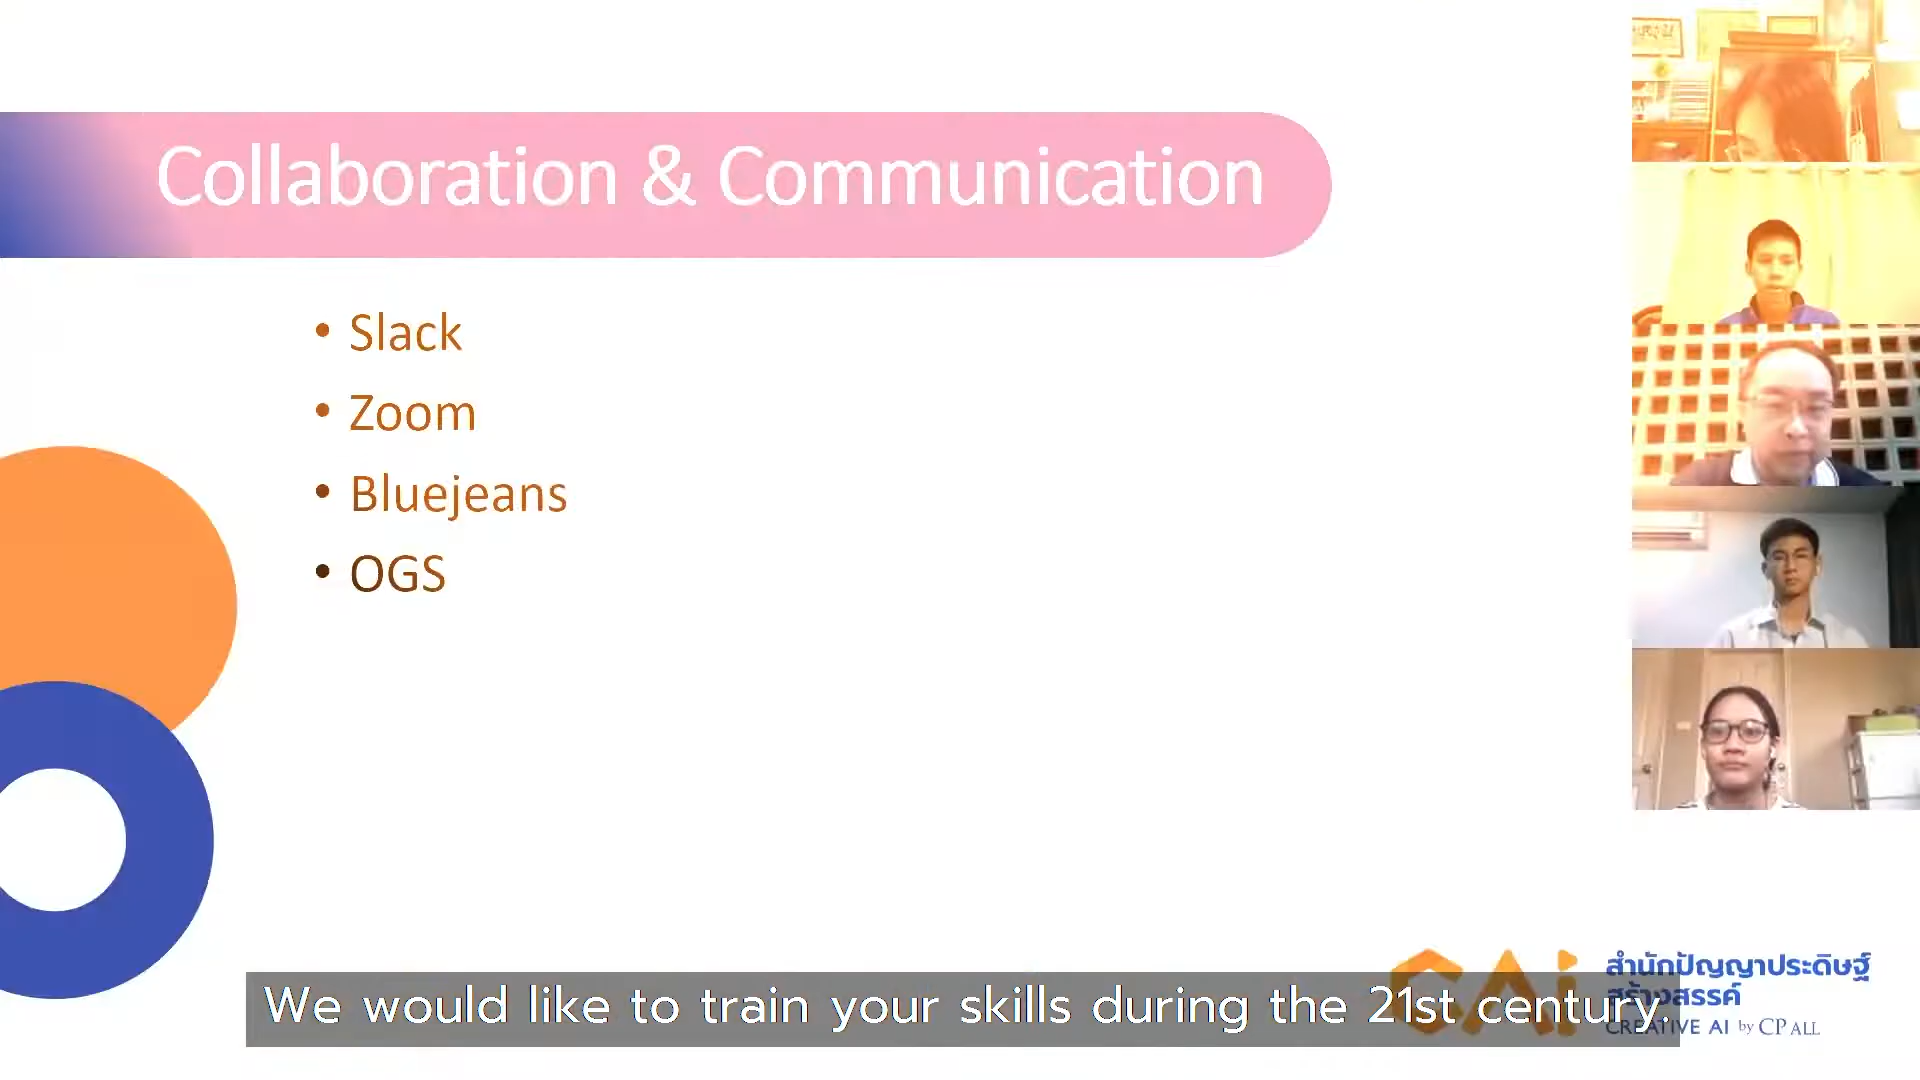 Collaboration & Communication
• Slack
• Zoom
• Bluejeans
• OGS
CAi
สำนักปัญญาประดิษฐ์
สร้างสรรค์
CREATIVE AI by CP ALL
We would like to train your skills during the 21st century.